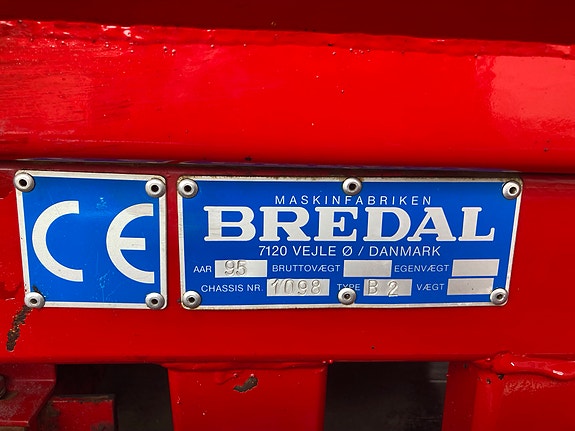 CE
MASKINFABRIKEN
BREDAL
7120 VEJLE Ø / DANMARK
AAR 95 BRUTTOVÆGT EGENVÆGT
CHASSIS NR. 1098 TYPE B 2 VÆGT